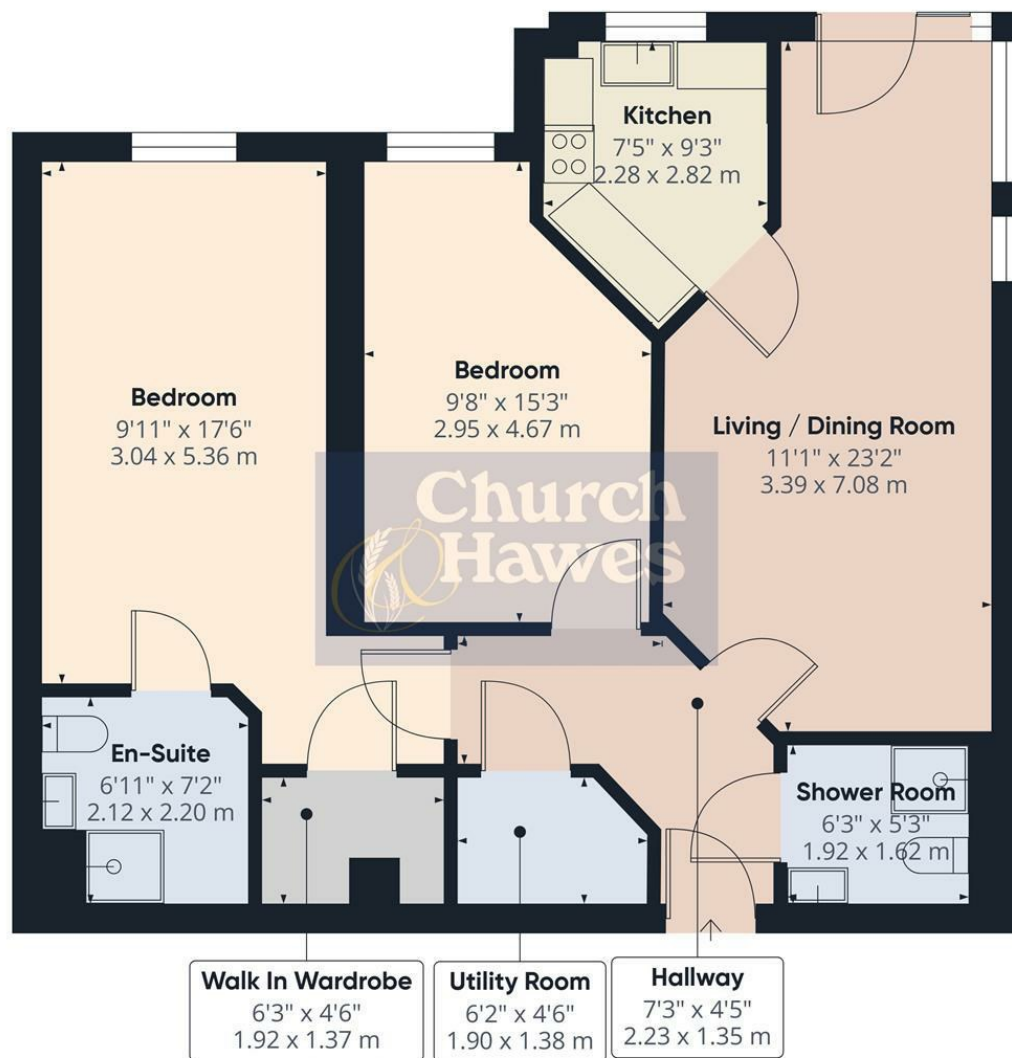 Kitchen
7'5" x 9'3"
2.28 x 2.82 m
Bedroom
9'11" x 17'6"
3.04 x 5.36 m
Bedroom
9'8" x 15'3"
2.95 x 4.67 m
Living / Dining Room
11'1" x 23'2"
3.39 x 7.08 m
Church
Hawes
En-Suite
6'11" x 7'2"
2.12 x 2.20 m
Shower Room
6'3" x 5'3"
1.92 x 1.62 m
Walk In Wardrobe
6'3" x 4'6"
1.92 x 1.37 m
Utility Room
6'2" x 4'6"
1.90 x 1.38 m
Hallway
7'3" x 4'5"
2.23 x 1.35 m